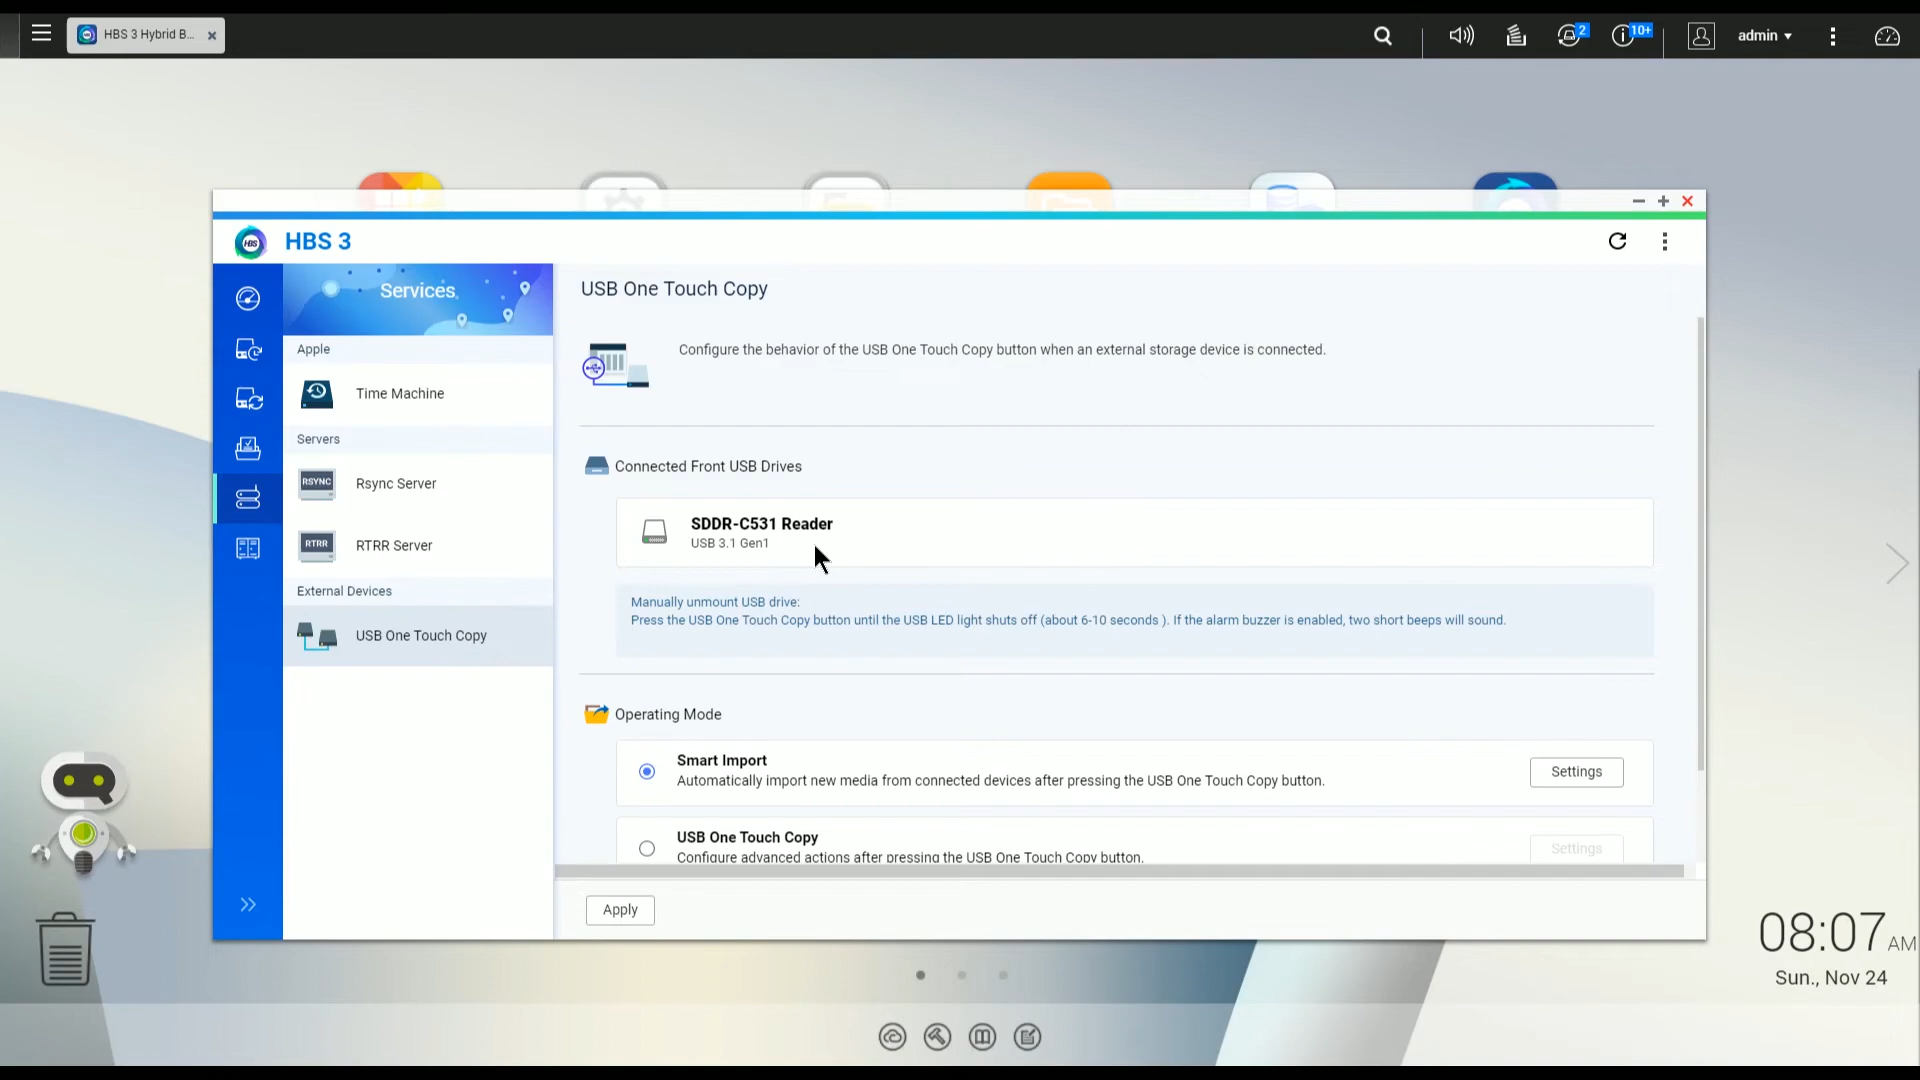 HBS 3 Hybrid B...
2
10+
admin
HBS
HBS 3
Services
Apple
Time Machine
Servers
RSYNC
Rsync Server
RTRR
RTRR Server
External Devices
USB One Touch Copy
USB One Touch Copy
Configure the behavior of the USB One Touch Copy button when an external storage device is connected.
Connected Front USB Drives
SDDR-C531 Reader
USB 3.1 Gen1
Manually unmount USB drive:
Press the USB One Touch Copy button until the USB LED light shuts off (about 6-10 seconds ). If the alarm buzzer is enabled, two short beeps will sound.
Operating Mode
Smart Import
Automatically import new media from connected devices after pressing the USB One Touch Copy button.
Settings
USB One Touch Copy
Configure advanced actions after pressing the USB One Touch Copy button.
Settings
Apply
08:07 AM
Sun., Nov 24